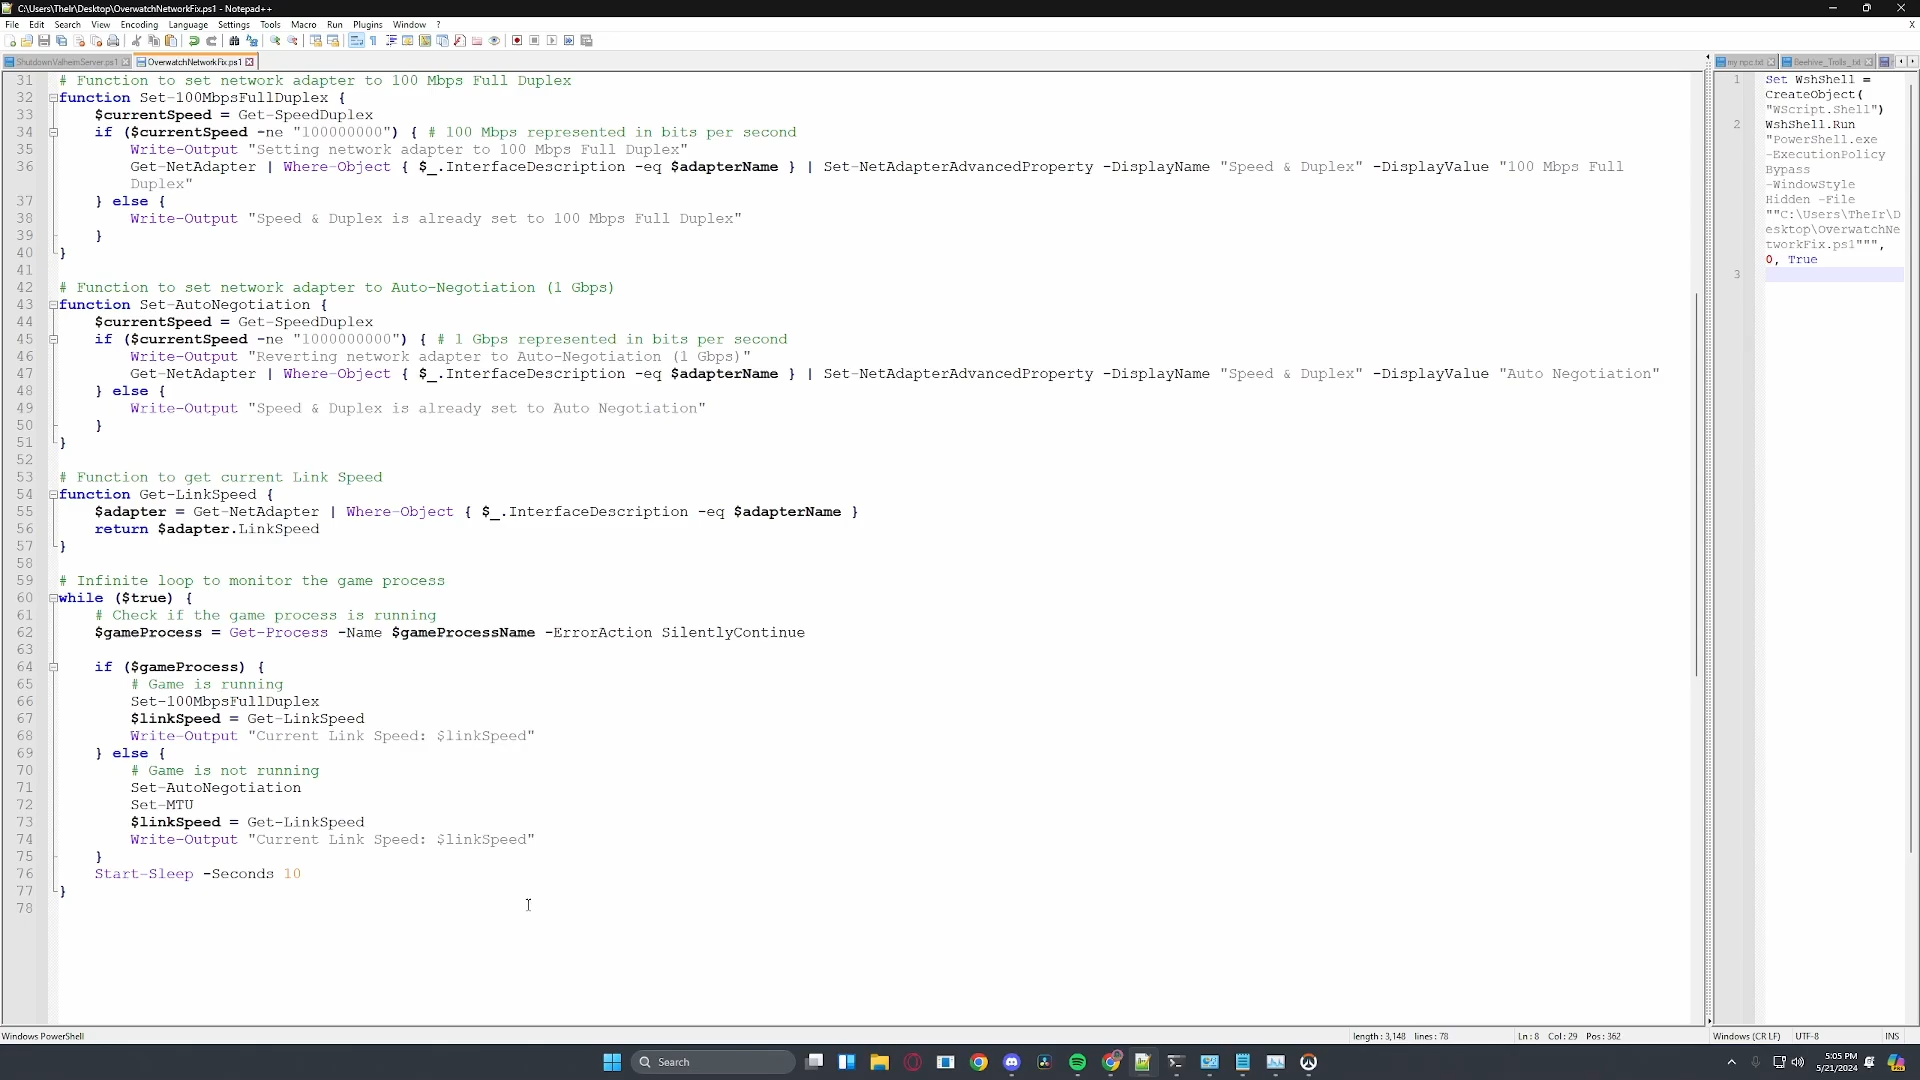 C:\Users\TheIr\Desktop\OverwatchNetworkFix.ps1 - Notepad++
File Edit Search View Encoding Language Settings Tools Macro Run Plugins Window ?
X
ShutdownValheimServer.ps1
OverwatchNetworkFix.ps1
my npc.txt
Beehive_Trolls_.txt
31 # Function to set network adapter to 100 Mbps Full Duplex
32 function Set-100MbpsFullDuplex {
33 $currentSpeed = Get-SpeedDuplex
34 if ($currentSpeed -ne "100000000") { # 100 Mbps represented in bits per second
35 Write-Output "Setting network adapter to 100 Mbps Full Duplex"
36 Get-NetAdapter | Where-Object { $_.InterfaceDescription -eq $adapterName } | Set-NetAdapterAdvancedProperty -DisplayName "Speed & Duplex" -DisplayValue "100 Mbps Full
Duplex"
37 } else {
38 Write-Output "Speed & Duplex is already set to 100 Mbps Full Duplex"
39 }
40 }
41
42 # Function to set network adapter to Auto-Negotiation (1 Gbps)
43 function Set-AutoNegotiation {
44 $currentSpeed = Get-SpeedDuplex
45 if ($currentSpeed -ne "1000000000") { # 1 Gbps represented in bits per second
46 Write-Output "Reverting network adapter to Auto-Negotiation (1 Gbps)"
47 Get-NetAdapter | Where-Object { $_.InterfaceDescription -eq $adapterName } | Set-NetAdapterAdvancedProperty -DisplayName "Speed & Duplex" -DisplayValue "Auto Negotiation"
48 } else {
49 Write-Output "Speed & Duplex is already set to Auto Negotiation"
50 }
51 }
52
53 # Function to get current Link Speed
54 function Get-LinkSpeed {
55 $adapter = Get-NetAdapter | Where-Object { $_.InterfaceDescription -eq $adapterName }
56 return $adapter.LinkSpeed
57 }
58
59 # Infinite loop to monitor the game process
60 while ($true) {
61 # Check if the game process is running
62 $gameProcess = Get-Process -Name $gameProcessName -ErrorAction SilentlyContinue
63
64 if ($gameProcess) {
65 # Game is running
66 Set-100MbpsFullDuplex
67 $linkSpeed = Get-LinkSpeed
68 Write-Output "Current Link Speed: $linkSpeed"
69 } else {
70 # Game is not running
71 Set-AutoNegotiation
72 Set-MTU
73 $linkSpeed = Get-LinkSpeed
74 Write-Output "Current Link Speed: $linkSpeed"
75 }
76 Start-Sleep -Seconds 10
77 }
78
1 Set WshShell =
CreateObject(
"WScript.Shell")
2 WshShell.Run
"PowerShell.exe
-ExecutionPolicy
Bypass
-WindowStyle
Hidden -File
""C:\Users\TheIr\D
esktop\OverwatchNe
tworkFix.ps1""",
0, True
3
Windows PowerShell
length : 3,148 lines : 78
Ln : 8 Col : 29 Pos : 362
Windows (CR LF)
UTF-8
INS
Search
5:05 PM
5/21/2024